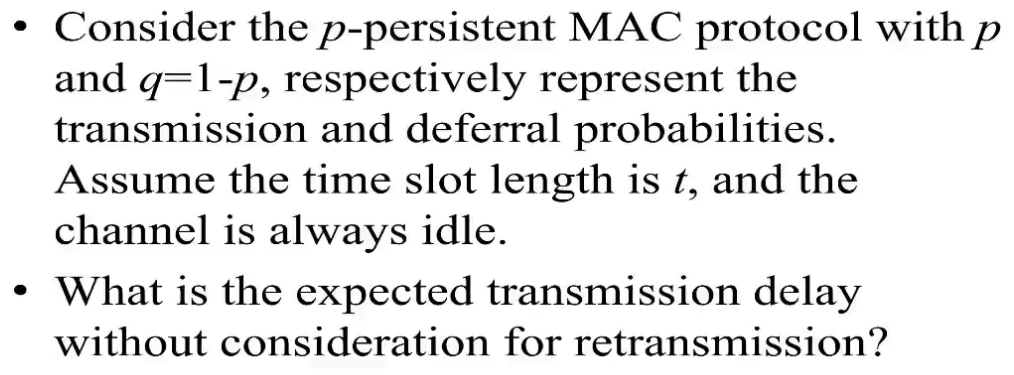 • Consider the p-persistent MAC protocol with p
and q=1-p, respectively represent the
transmission and deferral probabilities.
Assume the time slot length is t, and the
channel is always idle.
• What is the expected transmission delay
without consideration for retransmission?